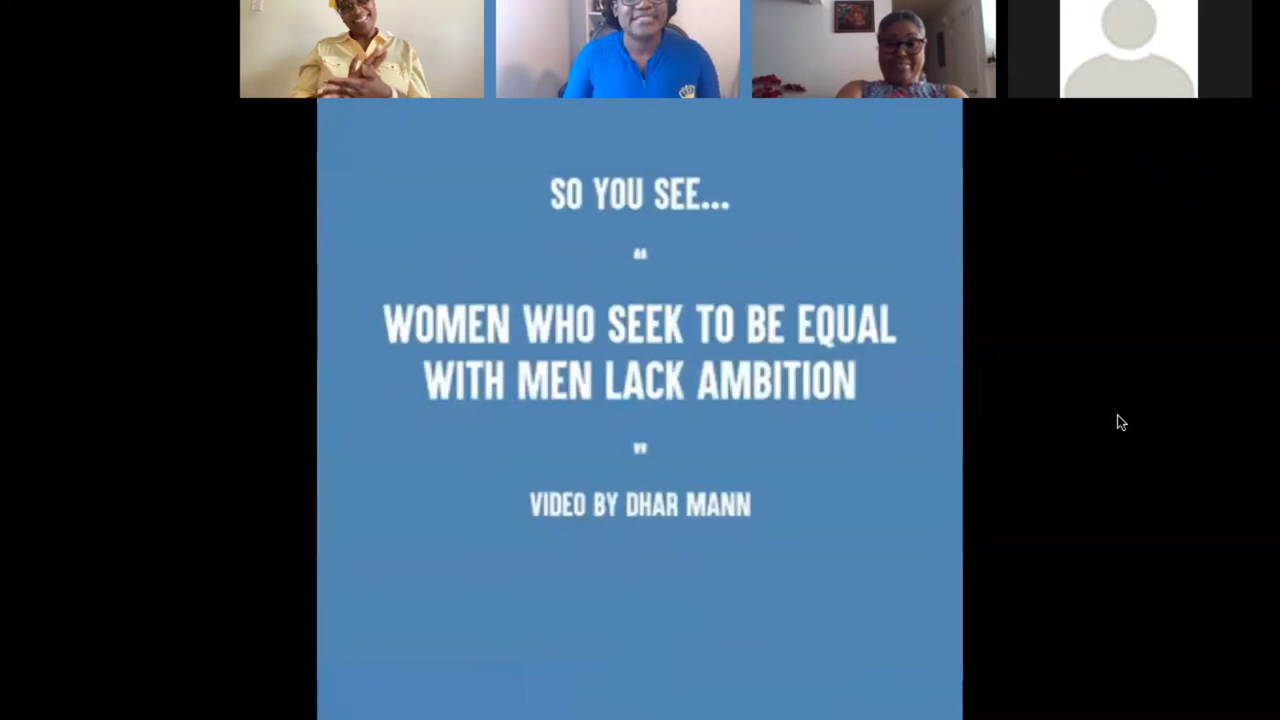 SO YOU SEE...
"
WOMEN WHO SEEK TO BE EQUAL
WITH MEN LACK AMBITION
"
VIDEO BY DHAR MANN